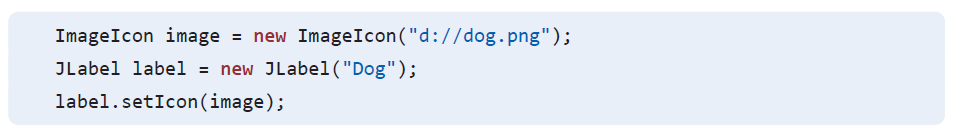 ImageIcon image = new ImageIcon("d://dog.png");
JLabel label = new JLabel("Dog");
label.setIcon(image);